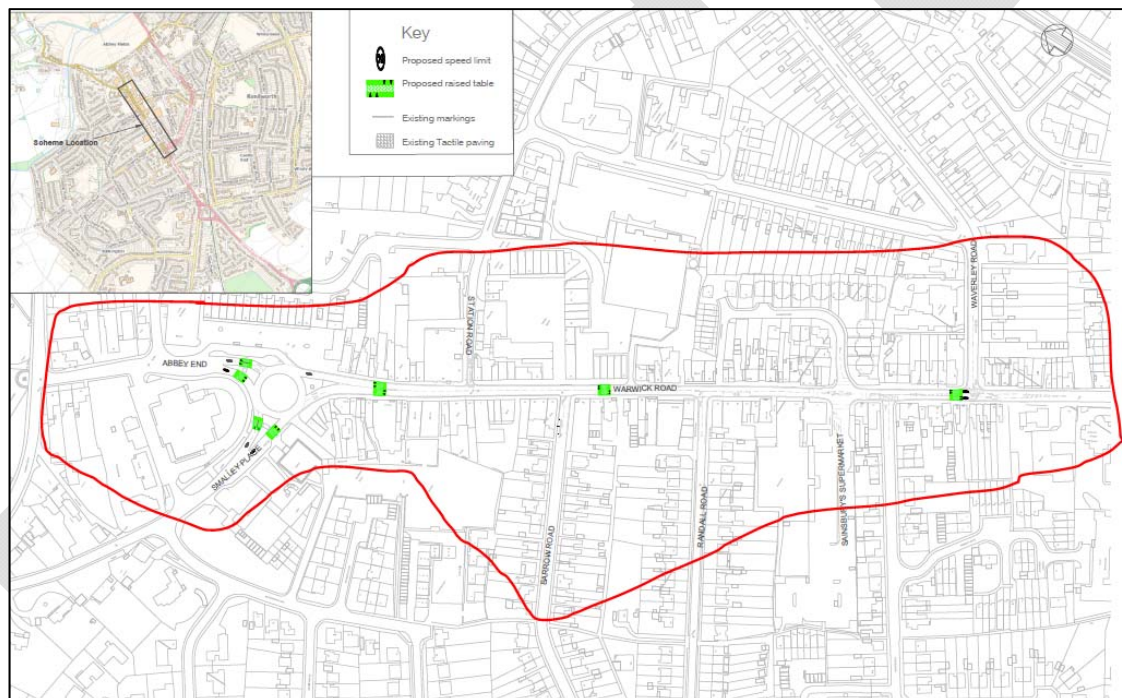 Key
Proposed speed limit
Proposed raised table
Existing markings
Existing Tactile paving
Scheme Location
ABBEY END
STATION ROAD
WARWICK ROAD
WAVERLEY ROAD
SMALLEY PLACE
BARROW ROAD
RANDALL ROAD
SAINSBURY'S SUPERMARKET